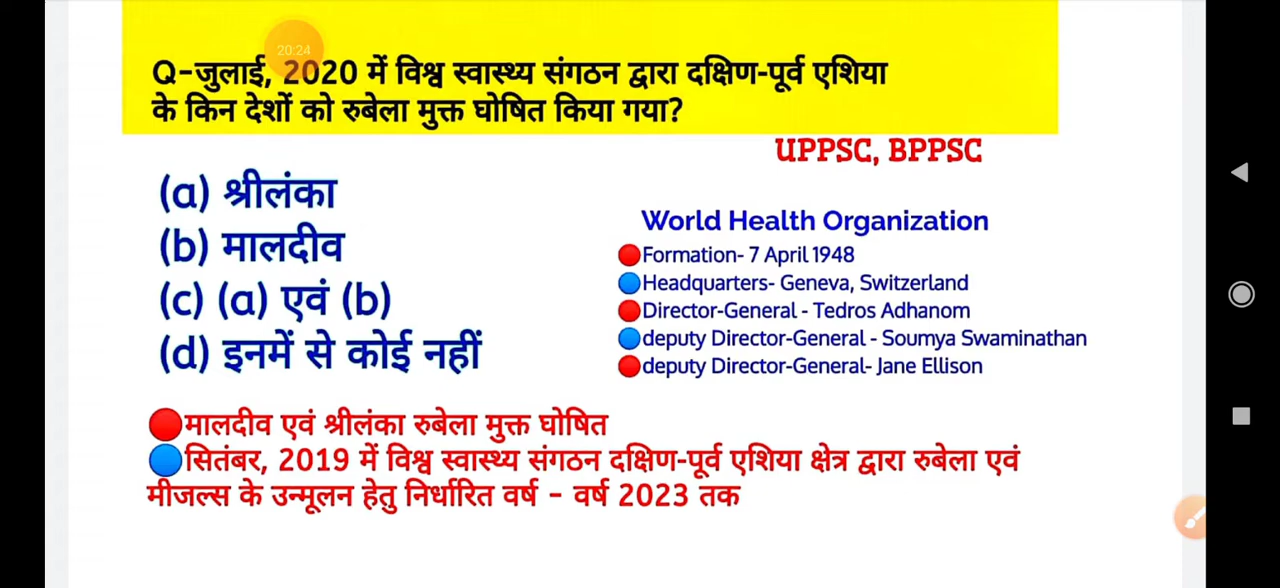 20:24
Q-जुलाई, 2020 में विश्व स्वास्थ्य संगठन द्वारा दक्षिण-पूर्व एशिया
के किन देशों को रुबेला मुक्त घोषित किया गया?
UPPSC, BPPSC
(a) श्रीलंका
(b) मालदीव
(c) (a) एवं (b)
(d) इनमें से कोई नहीं
World Health Organization
Formation- 7 April 1948
Headquarters- Geneva, Switzerland
Director-General - Tedros Adhanom
deputy Director-General - Soumya Swaminathan
deputy Director-General- Jane Ellison
मालदीव एवं श्रीलंका रुबेला मुक्त घोषित
सितंबर, 2019 में विश्व स्वास्थ्य संगठन दक्षिण-पूर्व एशिया क्षेत्र द्वारा रुबेला एवं
मीजल्स के उन्मूलन हेतु निर्धारित वर्ष - वर्ष 2023 तक